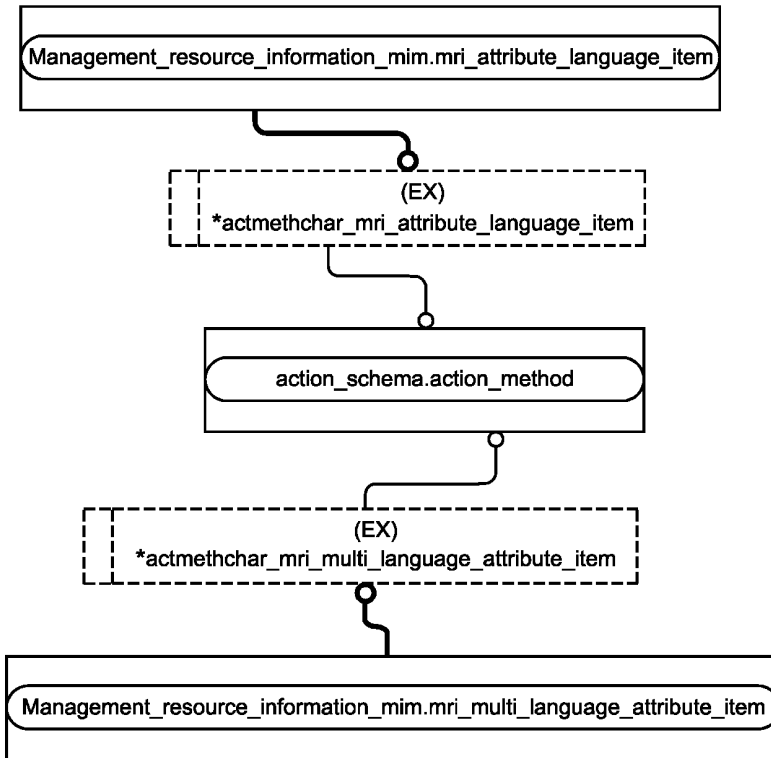 Management_resource_information_mim.mri_attribute_language_item
(EX)
*actmethchar_mri_attribute_language_item
action_schema.action_method
(EX)
*actmethchar_mri_multi_language_attribute_item
Management_resource_information_mim.mri_multi_language_attribute_item